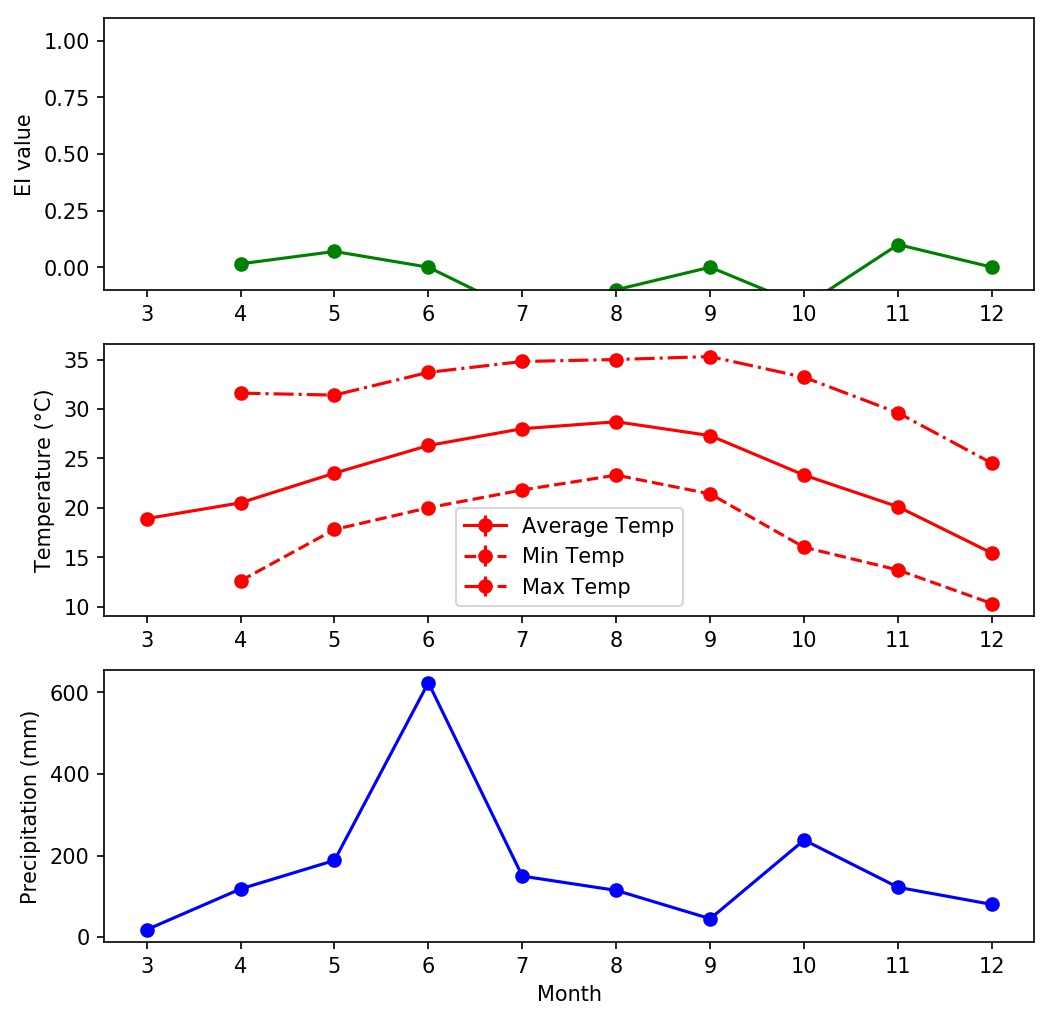 EI value
1.00
0.75
0.50
0.25
0.00
3 4 5 6 7 8 9 10 11 12
Temperature (°C)
35
30
25
20
15
10
Average Temp
Min Temp
Max Temp
3 4 5 6 7 8 9 10 11 12
Precipitation (mm)
600
400
200
0
3 4 5 6 7 8 9 10 11 12
Month